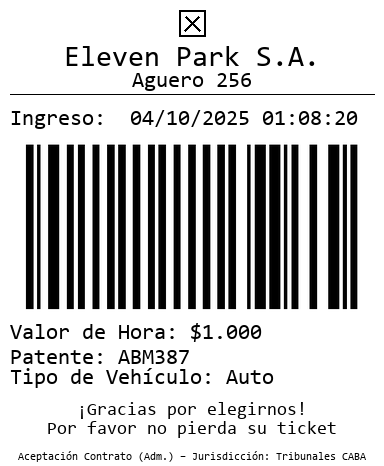 Eleven Park S.A.
Aguero 256
Ingreso: 04/10/2025 01:08:20
Valor de Hora: $1.000
Patente: ABM387
Tipo de Vehículo: Auto
¡Gracias por elegirnos!
Por favor no pierda su ticket
Aceptación Contrato (Adm.) – Jurisdicción: Tribunales CABA